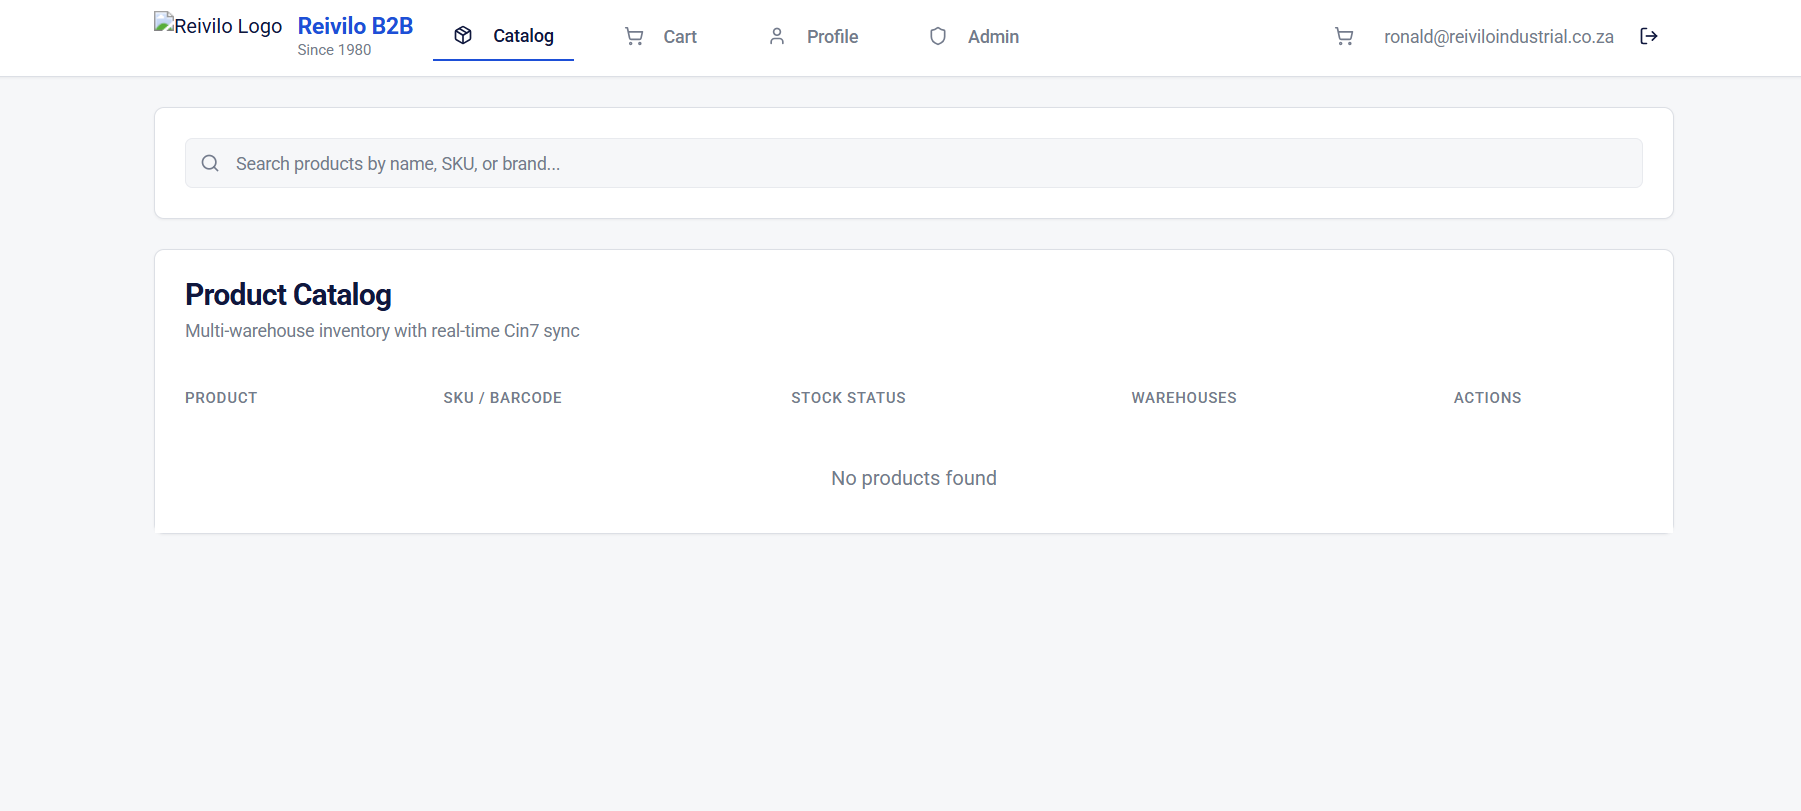 Reivilo Logo
Reivilo B2B
Since 1980
Catalog
Cart
Profile
Admin
ronald@reiviloindustrial.co.za
Search products by name, SKU, or brand...
Product Catalog
Multi-warehouse inventory with real-time Cin7 sync
PRODUCT SKU / BARCODE STOCK STATUS WAREHOUSES ACTIONS
No products found